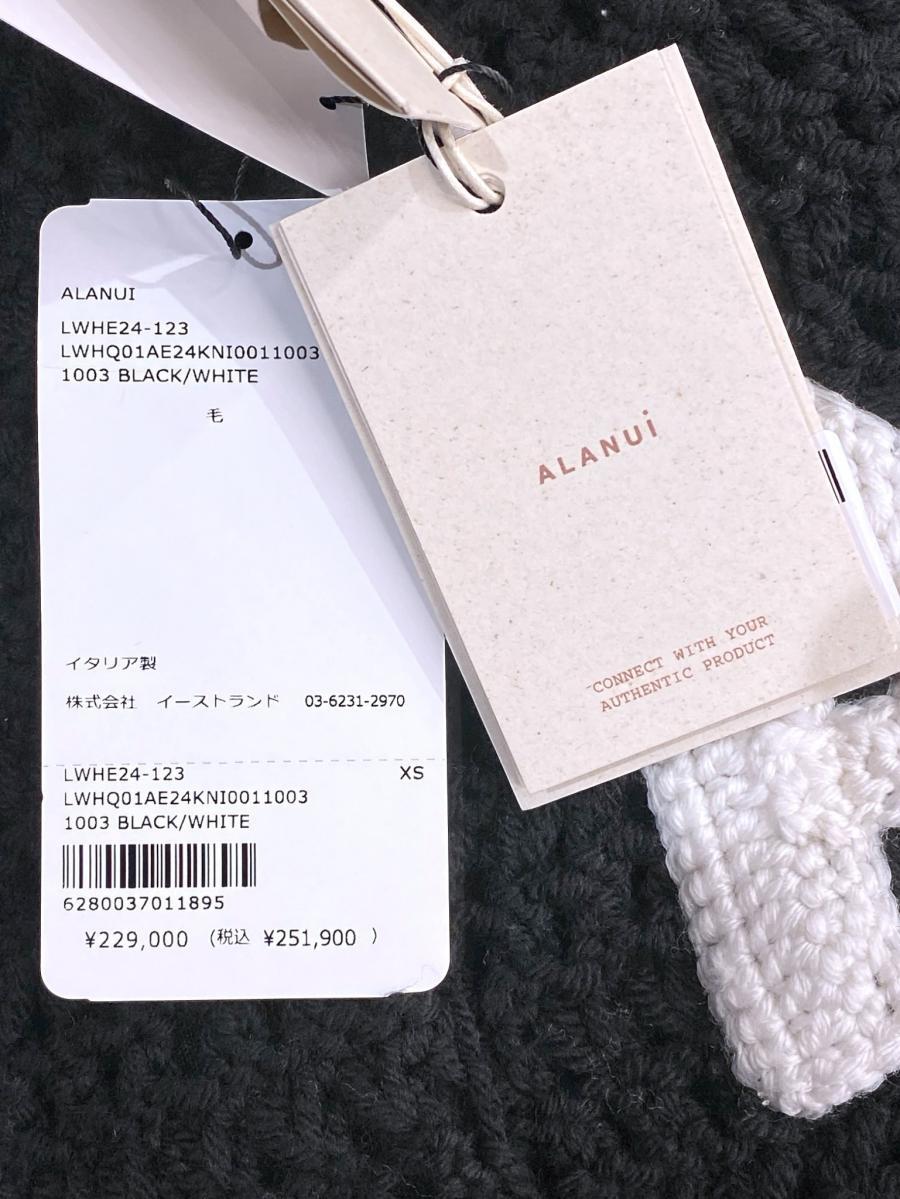 ALANUI
LWHE24-123
LWHQ01AE24KNI0011003
1003 BLACK/WHITE
毛
イタリア製
株式会社 イーストランド 03-6231-2970
LWHE24-123 XS
LWHQ01AE24KNI0011003
1003 BLACK/WHITE
6280037011895
¥229,000 (税込 ¥251,900 )
ALANUi
CONNECT WITH YOUR
AUTHENTIC PRODUCT